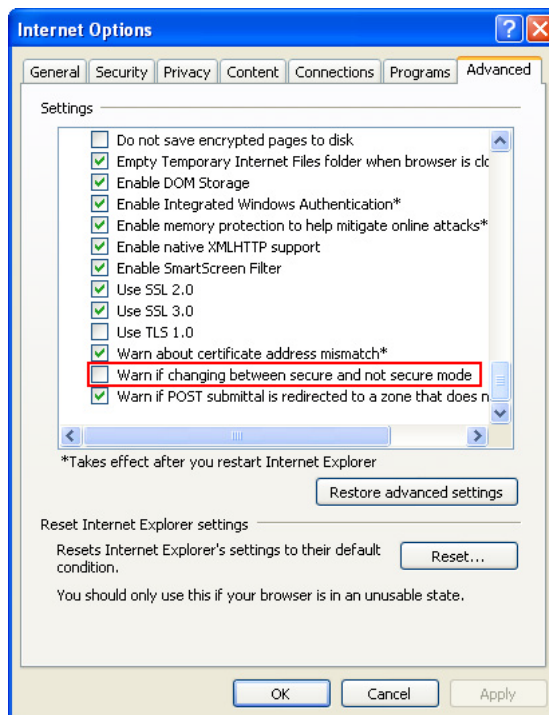 Internet Options
General Security Privacy Content Connections Programs Advanced
Settings
Do not save encrypted pages to disk
Empty Temporary Internet Files folder when browser is clo
Enable DOM Storage
Enable Integrated Windows Authentication*
Enable memory protection to help mitigate online attacks*
Enable native XMLHTTP support
Enable SmartScreen Filter
Use SSL 2.0
Use SSL 3.0
Use TLS 1.0
Warn about certificate address mismatch*
Warn if changing between secure and not secure mode
Warn if POST submittal is redirected to a zone that does n
*Takes effect after you restart Internet Explorer
Restore advanced settings
Reset Internet Explorer settings
Resets Internet Explorer's settings to their default
condition.
Reset...
You should only use this if your browser is in an unusable state.
OK Cancel Apply